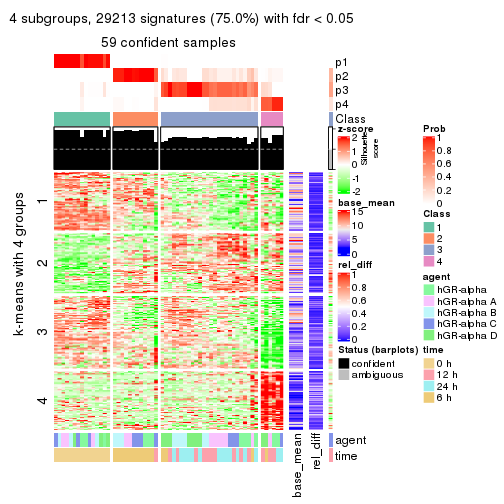 4 subgroups, 29213 signatures (75.0%) with fdr < 0.05
59 confident samples
p1
p2
p3
p4
Class
Silhouette
score
k-means with 4 groups
1
2
3
4
base_mean
rel_diff
agent
time
z-score
2
1
0
-1
-2
base_mean
15
10
5
0
rel_diff
1
0.8
0.6
0.4
0.2
0
Status (barplots)
confident
ambiguous
Prob
1
0.8
0.6
0.4
0.2
0
Class
1
2
3
4
agent
hGR-alpha
hGR-alpha A
hGR-alpha B
hGR-alpha C
hGR-alpha D
time
0 h
12 h
24 h
6 h